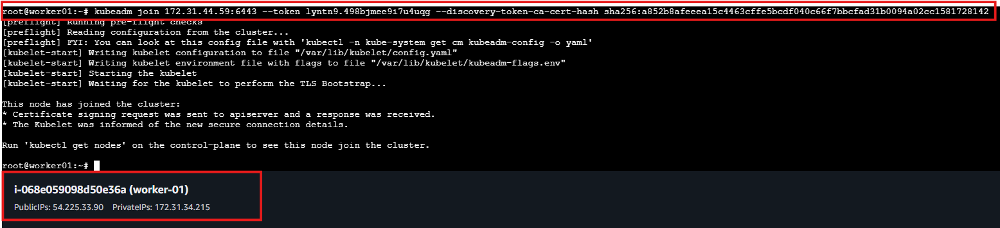 root@worker01:~# kubeadm join 172.31.44.59:6443 --token lyntn9.498bjmee9i7u4uqg --discovery-token-ca-cert-hash sha256:a852b8afeeea15c4463cffe5bcdf040c66f7bbcfad31b0094a02cc1581728142
[preflight] Running pre-flight checks
[preflight] Reading configuration from the cluster...
[preflight] FYI: You can look at this config file with 'kubectl -n kube-system get cm kubeadm-config -o yaml'
[kubelet-start] Writing kubelet configuration to file "/var/lib/kubelet/config.yaml"
[kubelet-start] Writing kubelet environment file with flags to file "/var/lib/kubelet/kubeadm-flags.env"
[kubelet-start] Starting the kubelet
[kubelet-start] Waiting for the kubelet to perform the TLS Bootstrap...
This node has joined the cluster:
* Certificate signing request was sent to apiserver and a response was received.
* The Kubelet was informed of the new secure connection details.
Run 'kubectl get nodes' on the control-plane to see this node join the cluster.
root@worker01:~#
i-068e059098d50e36a (worker-01)
PublicIPs: 54.225.33.90 PrivateIPs: 172.31.34.215